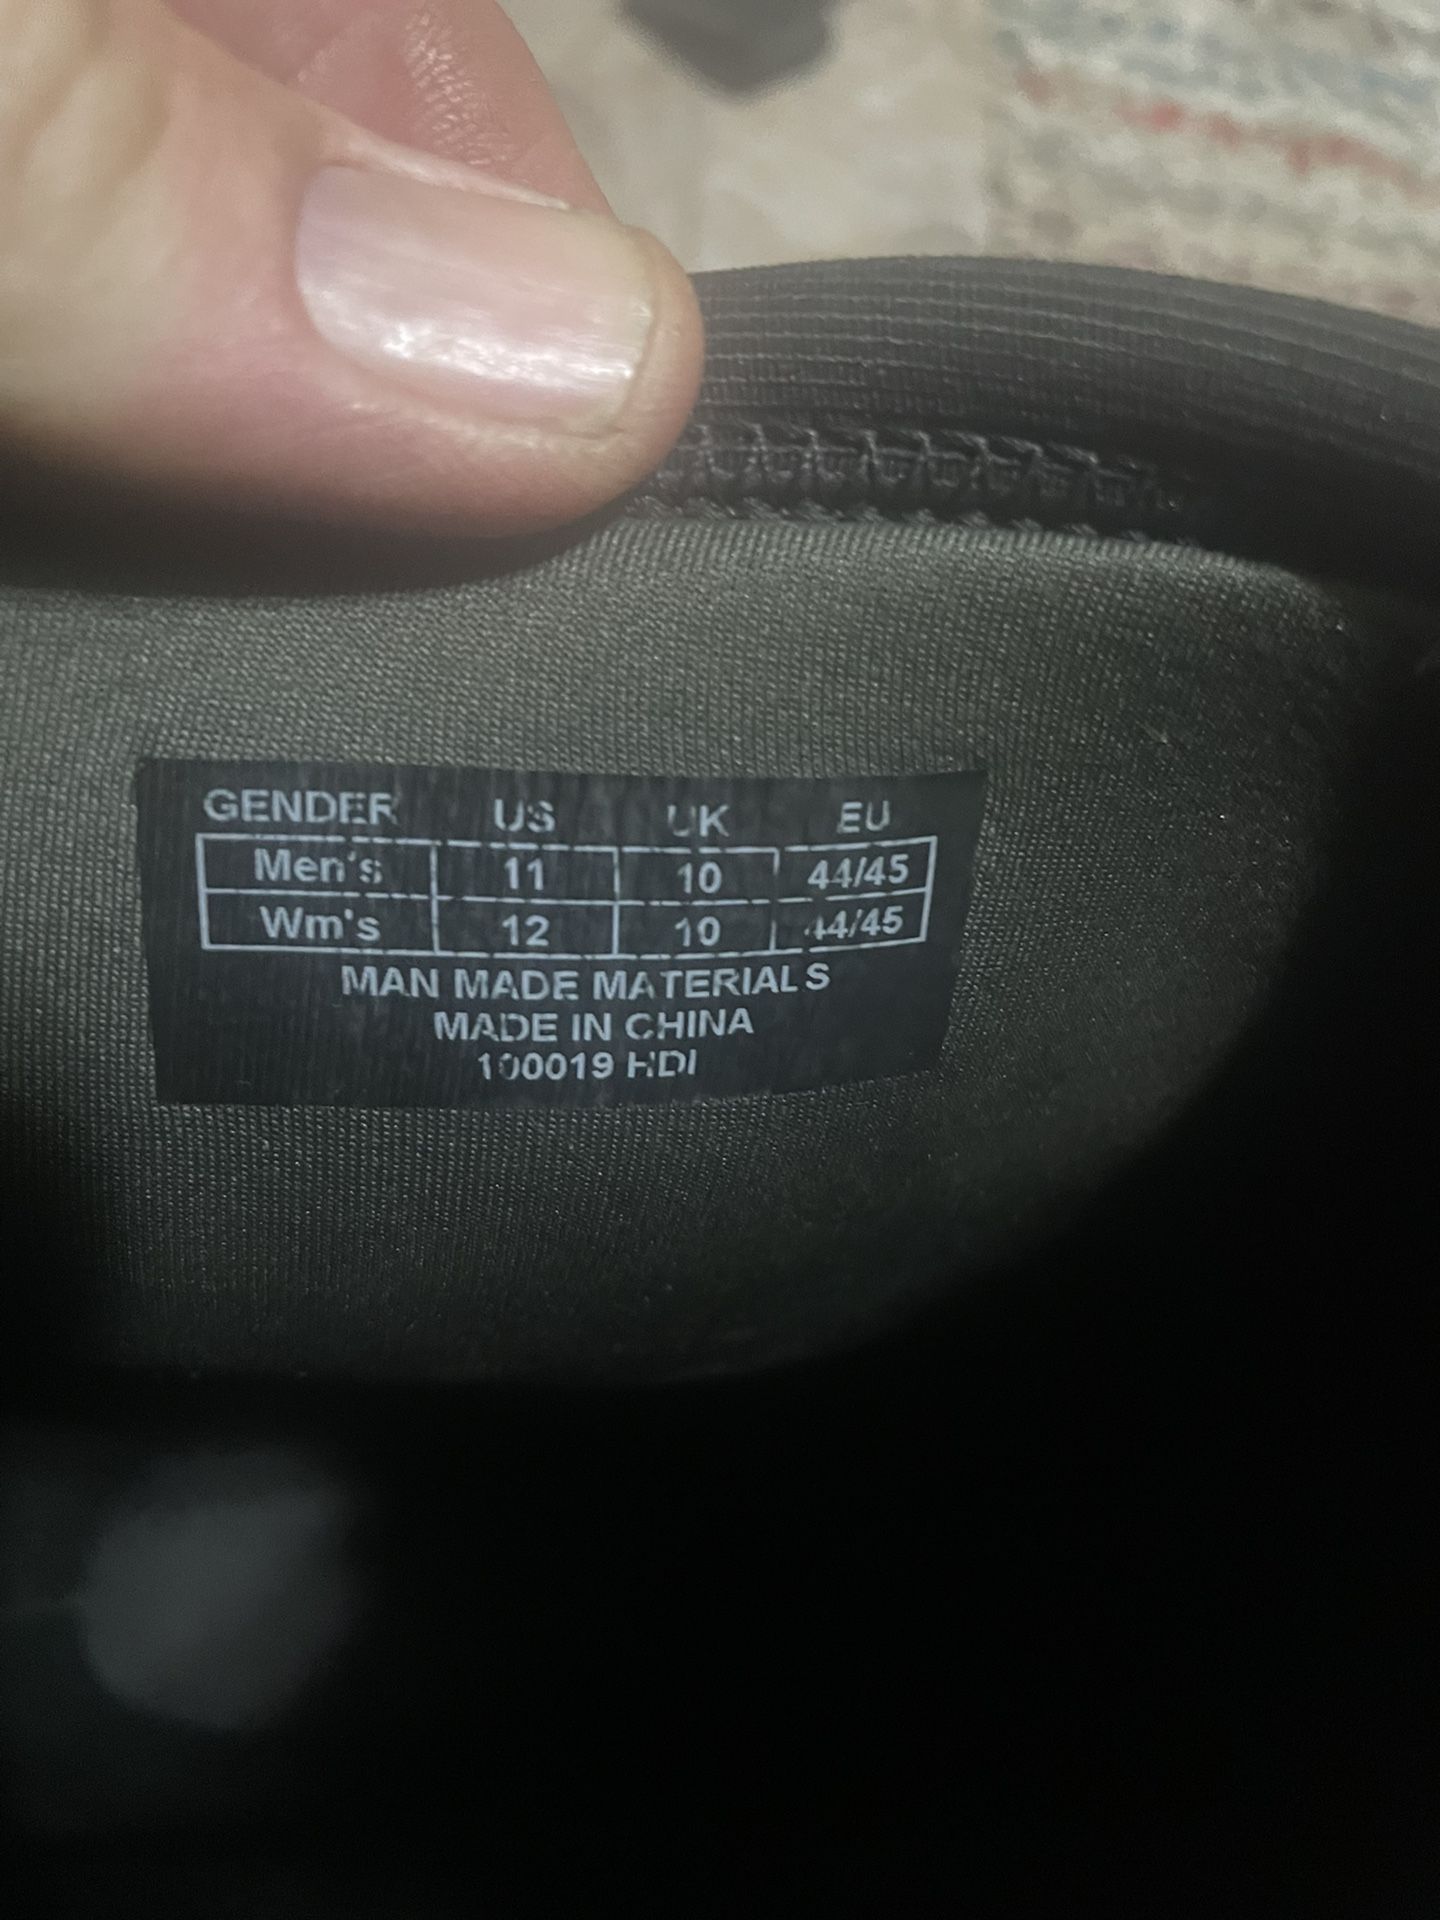 GENDER US UK EU
Men's 11 10 44/45
Wm's 12 10 44/45
MAN MADE MATERIALS
MADE IN CHINA
100019 HDI